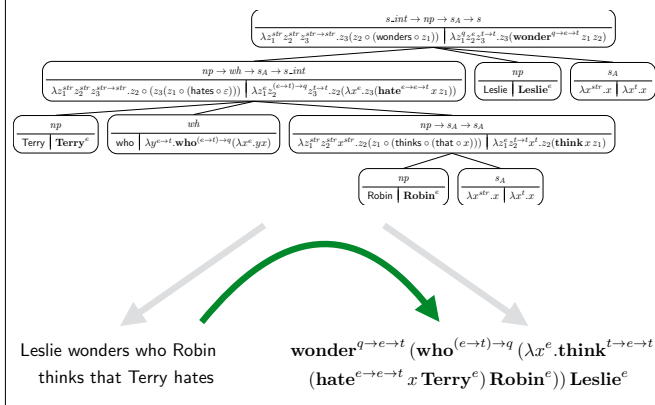 s_int → np → s_A → s
λz₁^{str} z₂^{str} z₃^{str→str}.z₃(z₂ ∘ (wonders ∘ z₁)) | λz₁^{q} z₂^{e} z₃^{t→t}.z₃(wonder^{q→e→t} z₁ z₂)
np → wh → s_A → s_int
λz₁^{str} z₂^{str} z₃^{str→str}.z₂ ∘ (z₃(z₁ ∘ (hates ∘ ε))) | λz₁^{e} z₂^{(e→t)→q} z₃^{t→t}.z₂(λx^{e}.z₃(hate^{e→e→t} x z₁))
np
Leslie | Leslie^{e}
s_A
λx^{str}.x | λx^{t}.x
np
Terry | Terry^{e}
wh
who | λy^{e→t}.who^{(e→t)→q}(λx^{e}.yx)
np → s_A → s_A
λz₁^{str} z₂^{str} x^{str}.z₂(z₁ ∘ (thinks ∘ (that ∘ x))) | λz₁^{e} z₂^{t→t} x^{t}.z₂(think x z₁)
np
Robin | Robin^{e}
s_A
λx^{str}.x | λx^{t}.x
Leslie wonders who Robin
thinks that Terry hates
wonder^{q→e→t} (who^{(e→t)→q} (λx^{e}.think^{t→e→t}
(hate^{e→e→t} x Terry^{e}) Robin^{e})) Leslie^{e}